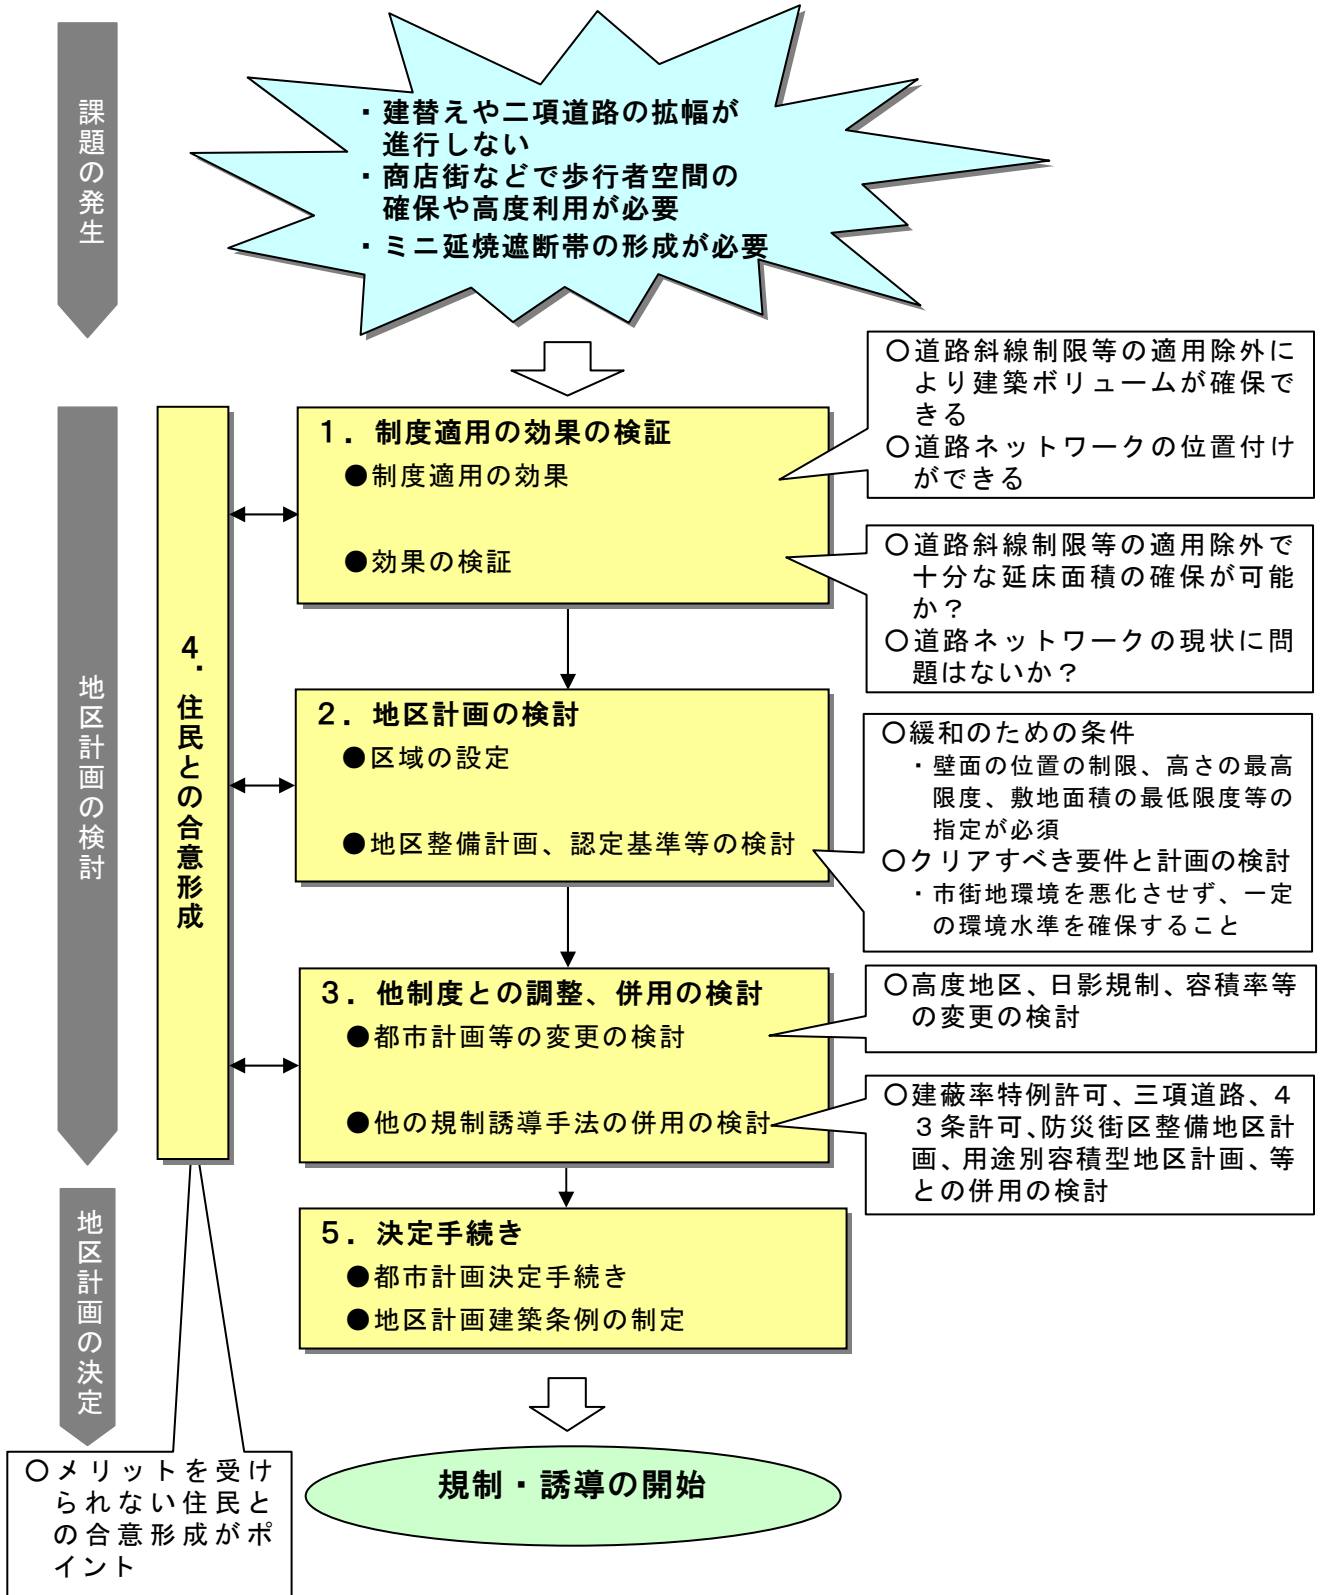 課題の発生
・建替えや二項道路の拡幅が
進行しない
・商店街などで歩行者空間の
確保や高度利用が必要
・ミニ延焼遮断帯の形成が必要
地区計画の検討
4．住民との合意形成
１．制度適用の効果の検証
●制度適用の効果
●効果の検証
○道路斜線制限等の適用除外に
より建築ボリュームが確保で
きる
○道路ネットワークの位置付け
ができる
○道路斜線制限等の適用除外で
十分な延床面積の確保が可能
か？
○道路ネットワークの現状に問
題はないか？
２．地区計画の検討
●区域の設定
●地区整備計画、認定基準等の検討
○緩和のための条件
・壁面の位置の制限、高さの最高
限度、敷地面積の最低限度等の
指定が必須
○クリアすべき要件と計画の検討
・市街地環境を悪化させず、一定
の環境水準を確保すること
３．他制度との調整、併用の検討
●都市計画等の変更の検討
●他の規制誘導手法の併用の検討
○高度地区、日影規制、容積率等
の変更の検討
○建蔽率特例許可、三項道路、４
３条許可、防災街区整備地区計
画、用途別容積型地区計画、等
との併用の検討
地区計画の決定
５．決定手続き
●都市計画決定手続き
●地区計画建築条例の制定
○メリットを受け
られない住民と
の合意形成がポ
イント
規制・誘導の開始